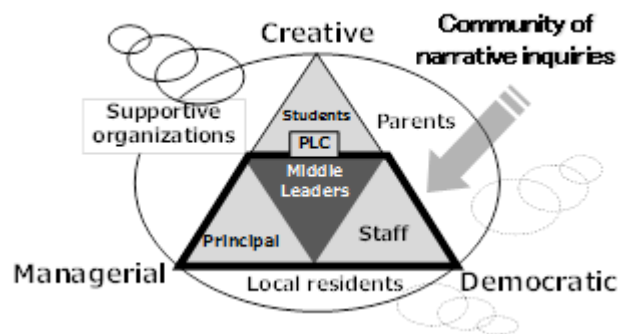 Creative
Community of
narrative inquiries
Supportive
organizations
Students
Parents
PLC
Middle
Leaders
Principal
Staff
Managerial
Local residents
Democratic